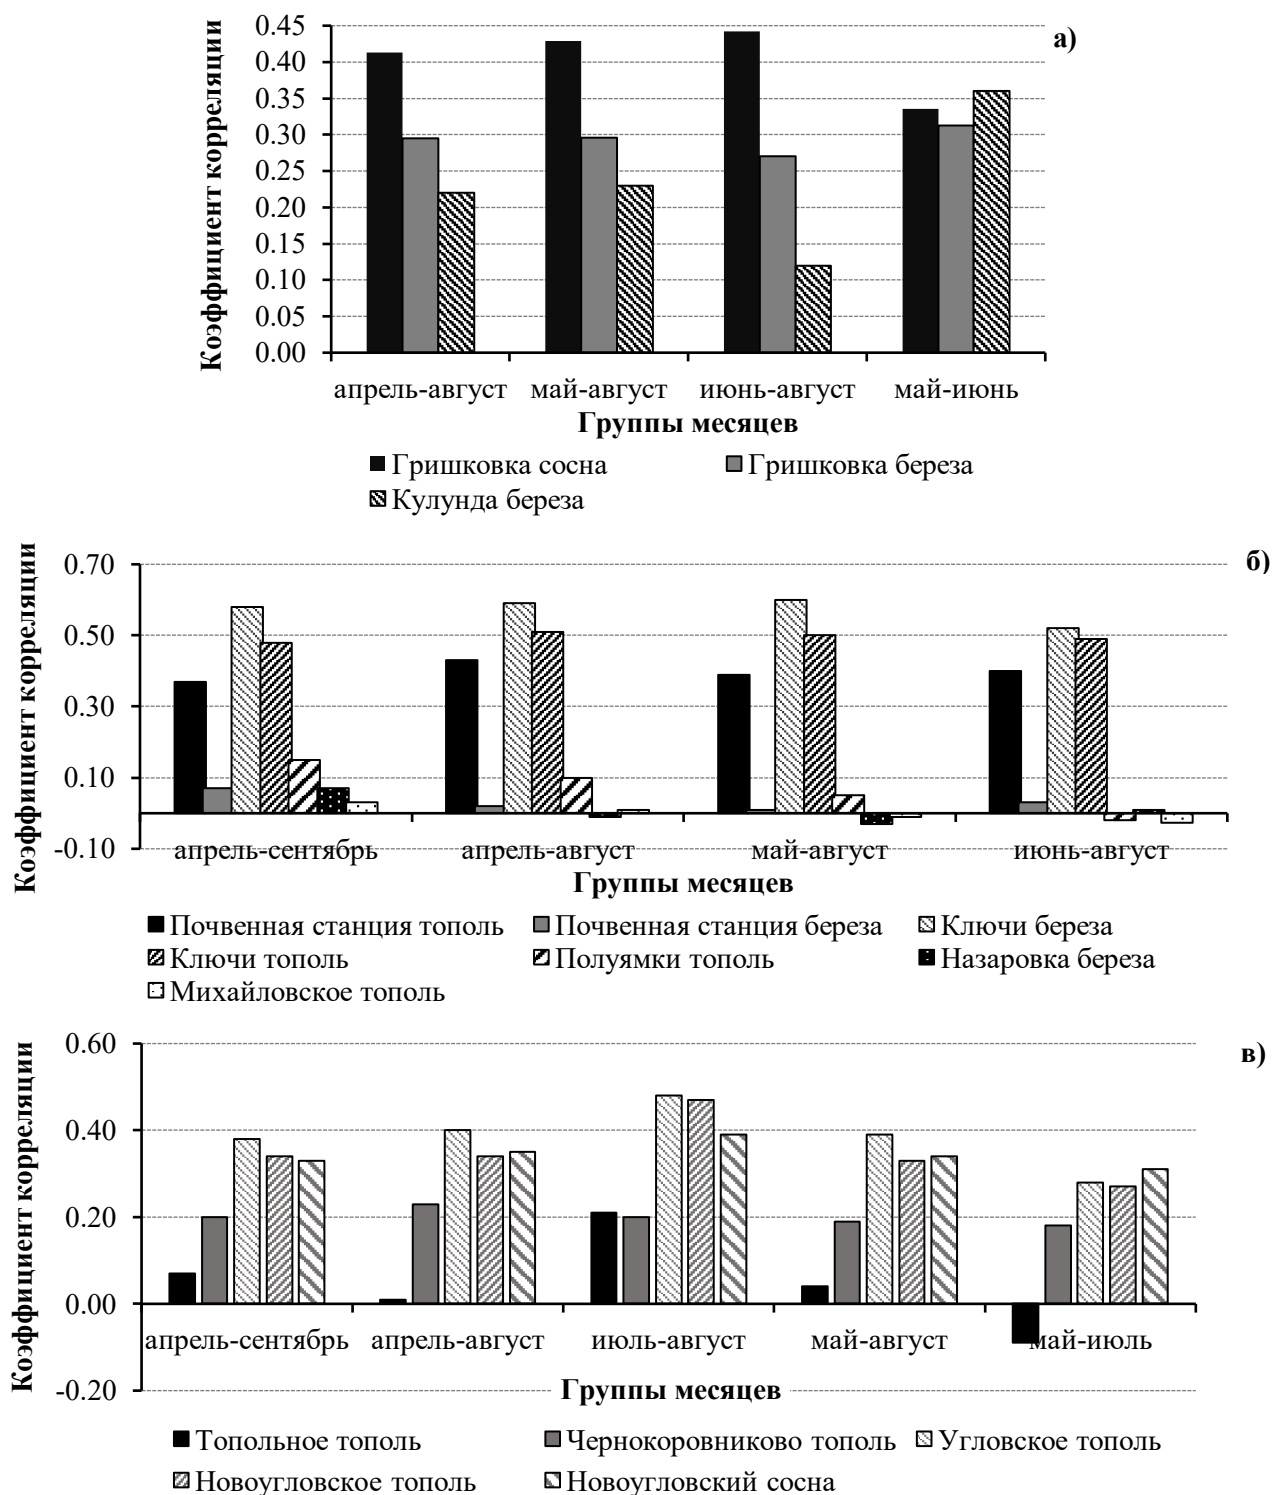 а)
Коэффициент корреляции
0.45
0.40
0.35
0.30
0.25
0.20
0.15
0.10
0.05
0.00
апрель-август май-август июнь-август май-июнь
Группы месяцев
Гришковка сосна Гришковка береза
Кулунда береза
б)
Коэффициент корреляции
0.70
0.50
0.30
0.10
-0.10
апрель-сентябрь апрель-август май-август июнь-август
Группы месяцев
Почвенная станция тополь Почвенная станция береза Ключи береза
Ключи тополь Полуямки тополь Назаровка береза
Михайловское тополь
в)
Коэффициент корреляции
0.60
0.40
0.20
0.00
-0.20
апрель-сентябрь апрель-август июль-август май-август май-июль
Группы месяцев
Топольное тополь Чернокоровниково тополь Угловское тополь
Новоугловское тополь Новоугловский сосна